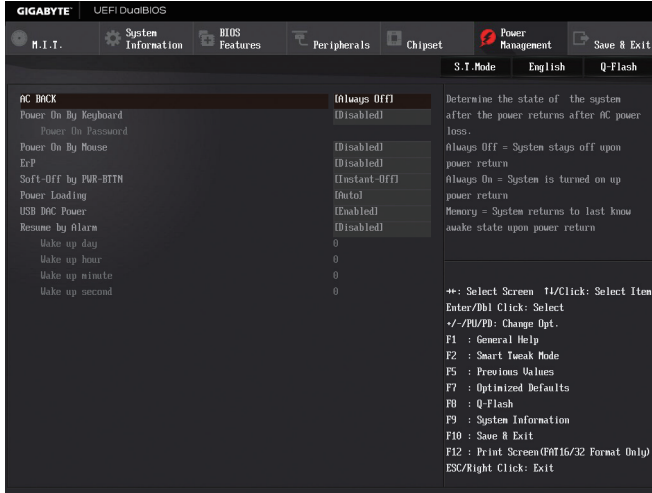 GIGABYTE™ UEFI DualBIOS
M.I.T. System Information BIOS Features Peripherals Chipset Power Management Save & Exit
S.T.Mode English Q-Flash
AC BACK [Always Off]
Power On By Keyboard [Disabled]
Power On Password
Power On By Mouse [Disabled]
ErP [Disabled]
Soft-Off by PWR-BTTN [Instant-Off]
Power Loading [Auto]
USB DAC Power [Enabled]
Resume by Alarm [Disabled]
Wake up day 0
Wake up hour 0
Wake up minute 0
Wake up second 0
Determine the state of the system
after the power returns after AC power
loss.
Always Off = System stays off upon
power return
Always On = System is turned on up
power return
Memory = System returns to last know
awake state upon power return
→←: Select Screen ↑↓/Click: Select Item
Enter/Dbl Click: Select
+/-/PU/PD: Change Opt.
F1 : General Help
F2 : Smart Tweak Mode
F5 : Previous Values
F7 : Optimized Defaults
F8 : Q-Flash
F9 : System Information
F10 : Save & Exit
F12 : Print Screen(FAT16/32 Format Only)
ESC/Right Click: Exit